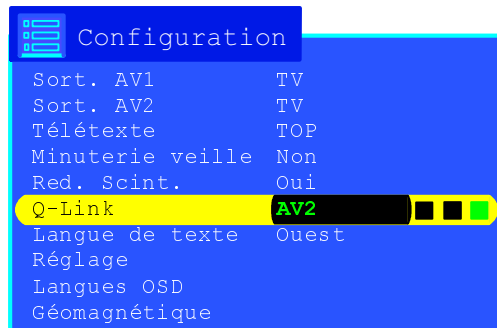 Configuration
Sort. AV1 TV
Sort. AV2 TV
Télétexte TOP
Minuterie veille Non
Red. Scint. Oui
Q-Link AV2
Langue de texte Ouest
Réglage
Langues OSD
Géomagnétique